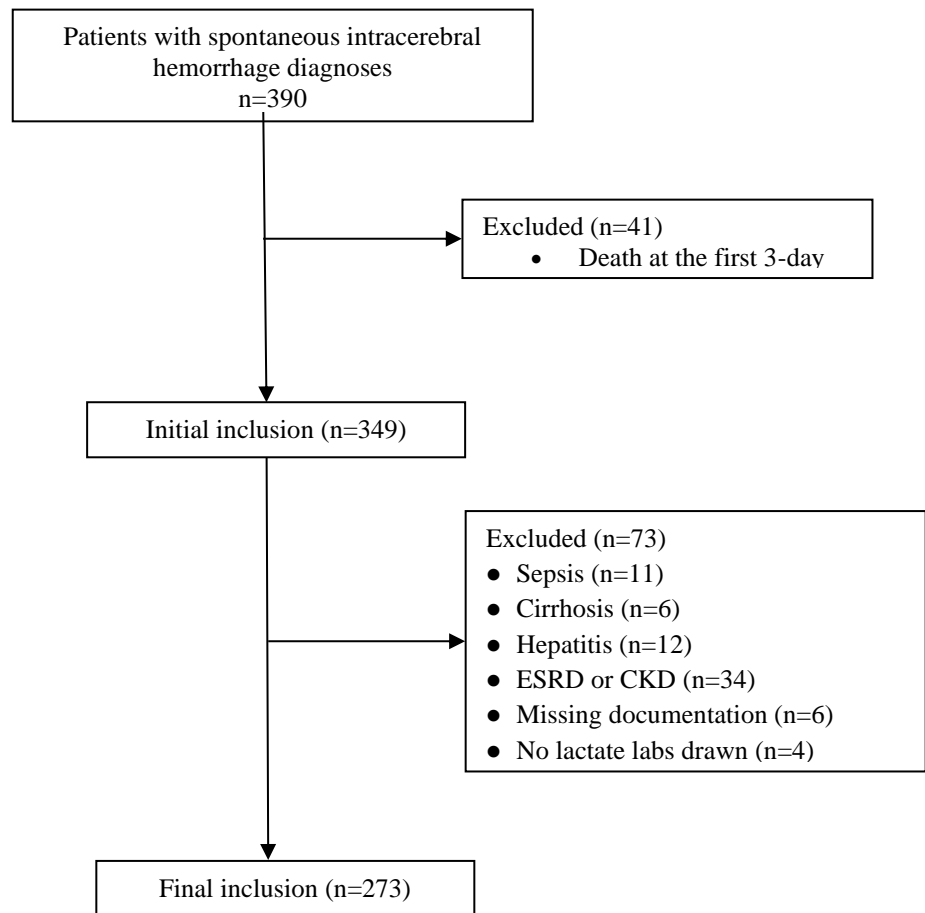 Patients with spontaneous intracerebral
hemorrhage diagnoses
n=390
Excluded (n=41)
• Death at the first 3-day
Initial inclusion (n=349)
Excluded (n=73)
● Sepsis (n=11)
● Cirrhosis (n=6)
● Hepatitis (n=12)
● ESRD or CKD (n=34)
● Missing documentation (n=6)
● No lactate labs drawn (n=4)
Final inclusion (n=273)